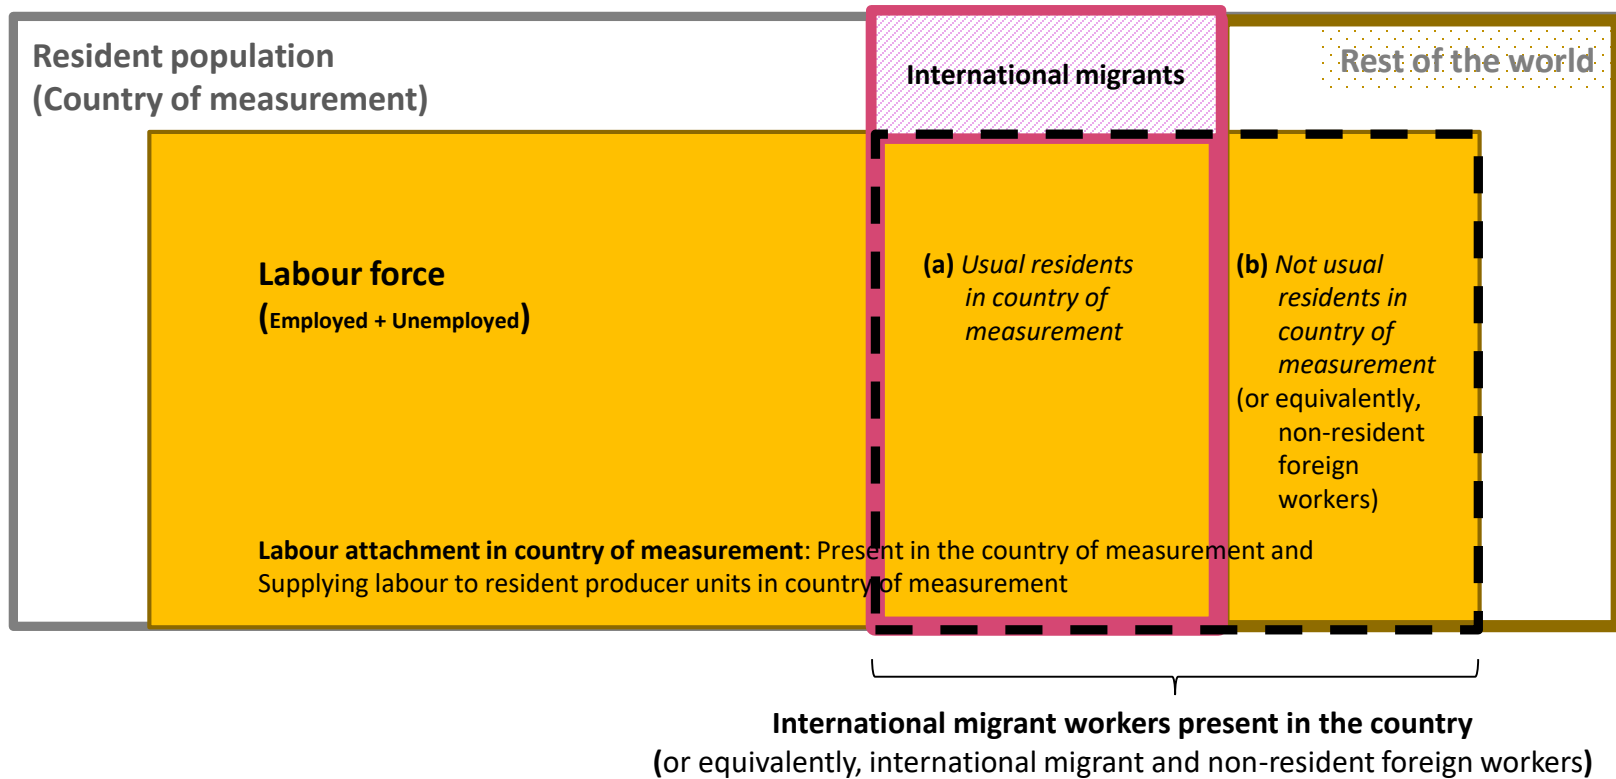 Resident population
(Country of measurement)
International migrants
Rest of the world
Labour force
(Employed + Unemployed)
(a) Usual residents
in country of
measurement
(b) Not usual
residents in
country of
measurement
(or equivalently,
non-resident
foreign
workers)
Labour attachment in country of measurement: Present in the country of measurement and
Supplying labour to resident producer units in country of measurement
International migrant workers present in the country
(or equivalently, international migrant and non-resident foreign workers)